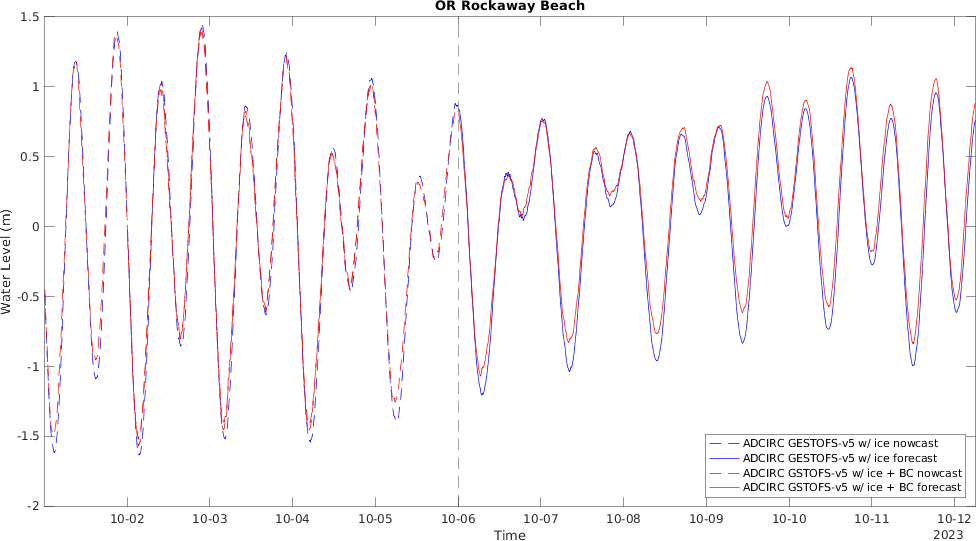 OR Rockaway Beach
1.5
1
0.5
0
-0.5
-1
-1.5
-2
Water Level (m)
10-02 10-03 10-04 10-05 10-06 10-07 10-08 10-09 10-10 10-11 10-12
Time
2023
ADCIRC GESTOFS-v5 w/ ice nowcast
ADCIRC GESTOFS-v5 w/ ice forecast
ADCIRC GSTOFS-v5 w/ ice + BC nowcast
ADCIRC GSTOFS-v5 w/ ice + BC forecast